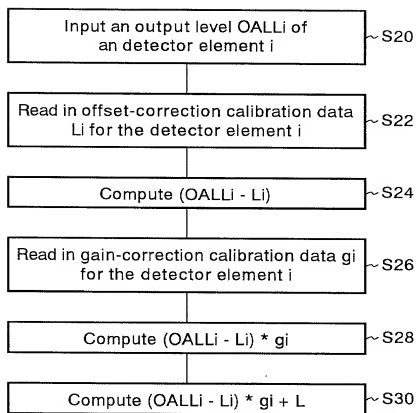 Input an output level OALLi of
an detector element i
S20
Read in offset-correction calibration data
Li for the detector element i
S22
Compute (OALLi - Li)
S24
Read in gain-correction calibration data gi
for the detector element i
S26
Compute (OALLi - Li) * gi
S28
Compute (OALLi - Li) * gi + L
S30